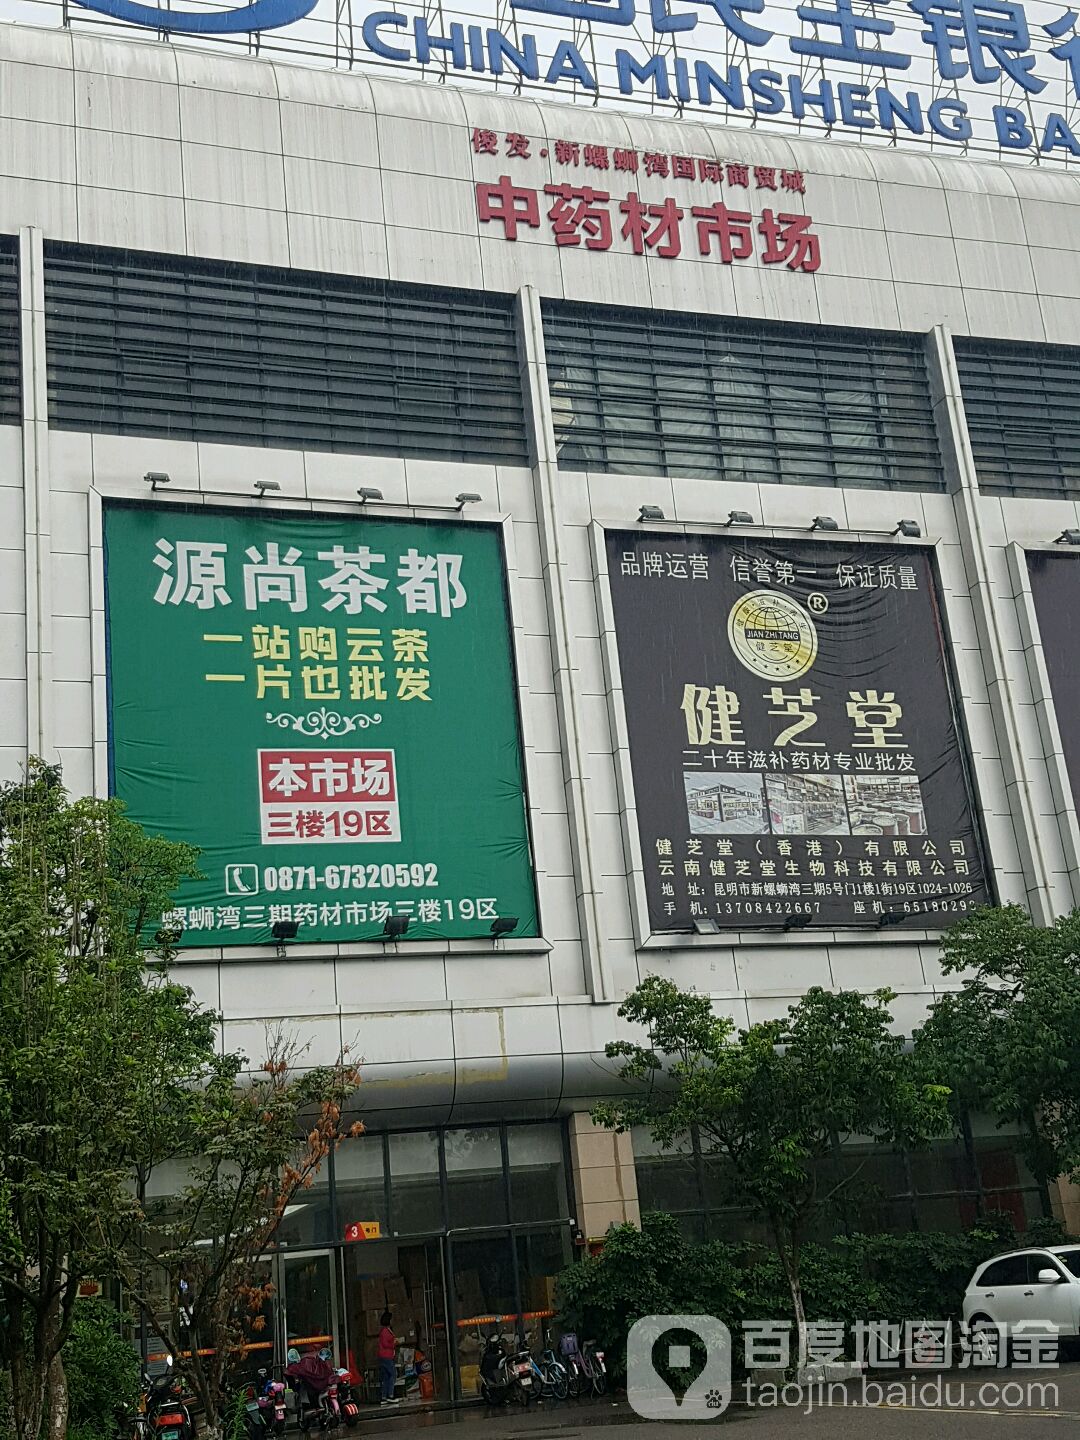 民生银
CHINA MINSHENG BA
俊发·新螺蛳湾国际商贸城
中药材市场
源尚茶都
一站购云茶
一片也批发
本市场
三楼19区
0871-67320592
螺蛳湾三期药材市场三楼19区
品牌运营 信誉第一 保证质量
®
JIAN ZHI TANG
健芝堂
健芝堂
二十年滋补药材专业批发
健芝堂（香港）有限公司
云南健芝堂生物科技有限公司
地址：昆明市新螺蛳湾三期5号门1楼1街19区1024-1026
手机：13708422667 座机：65180298
3号门
百度地图淘金
taojin.baidu.com